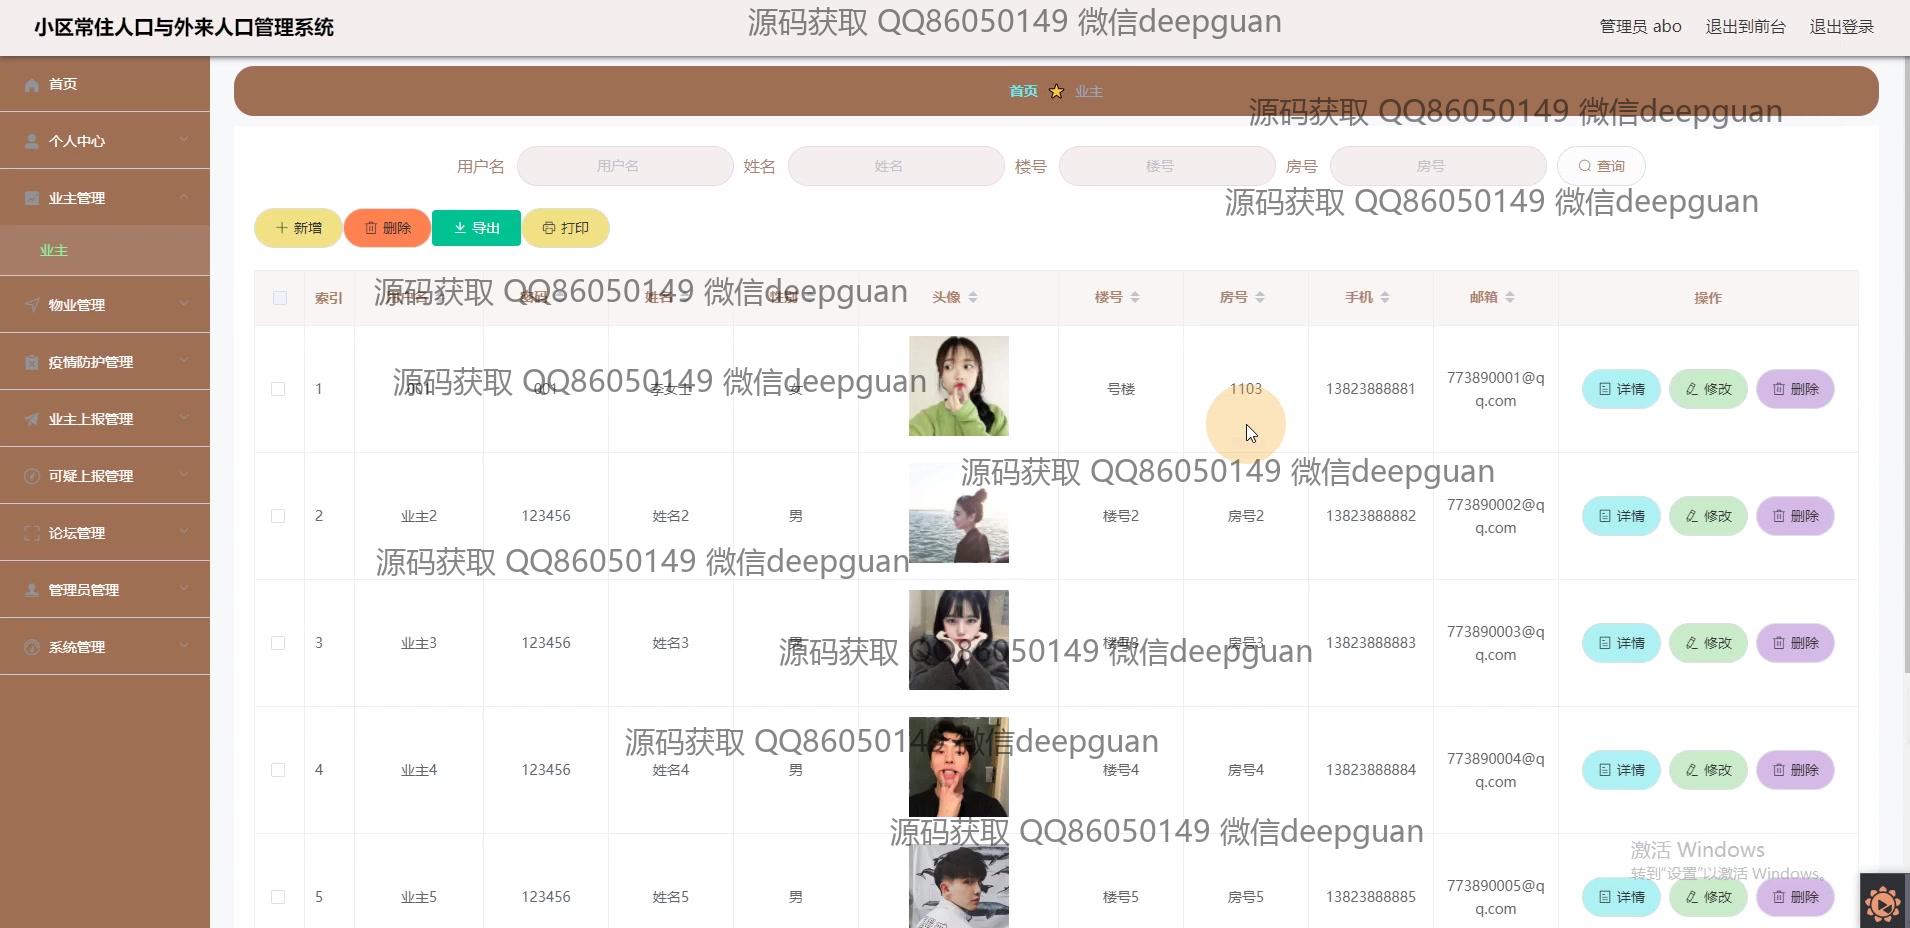 小区常住人口与外来人口管理系统
源码获取 QQ86050149 微信deepguan
管理员 abo 退出到前台 退出登录
首页
个人中心
业主管理
业主
物业管理
疫情防护管理
业主上报管理
可疑上报管理
论坛管理
管理员管理
系统管理
首页 业主
源码获取 QQ86050149 微信deepguan
用户名 用户名 姓名 姓名 楼号 楼号 房号 房号 查询
源码获取 QQ86050149 微信deepguan
新增 删除 导出 打印
索引 用户名 密码 姓名 性别 头像 楼号 房号 手机 邮箱 操作
源码获取 QQ86050149 微信deepguan
1 001 001 李女士 女 号楼 1103 13823888881 773890001@q
q.com 详情 修改 删除
源码获取 QQ86050149 微信deepguan
源码获取 QQ86050149 微信deepguan
2 业主2 123456 姓名2 男 楼号2 房号2 13823888882 773890002@q
q.com 详情 修改 删除
源码获取 QQ86050149 微信deepguan
3 业主3 123456 姓名3 男 楼号3 房号3 13823888883 773890003@q
q.com 详情 修改 删除
源码获取 QQ86050149 微信deepguan
源码获取 QQ86050149 微信deepguan
4 业主4 123456 姓名4 男 楼号4 房号4 13823888884 773890004@q
q.com 详情 修改 删除
源码获取 QQ86050149 微信deepguan
激活 Windows
转到“设置”以激活 Windows。
5 业主5 123456 姓名5 男 楼号5 房号5 13823888885 773890005@q
q.com 详情 修改 删除